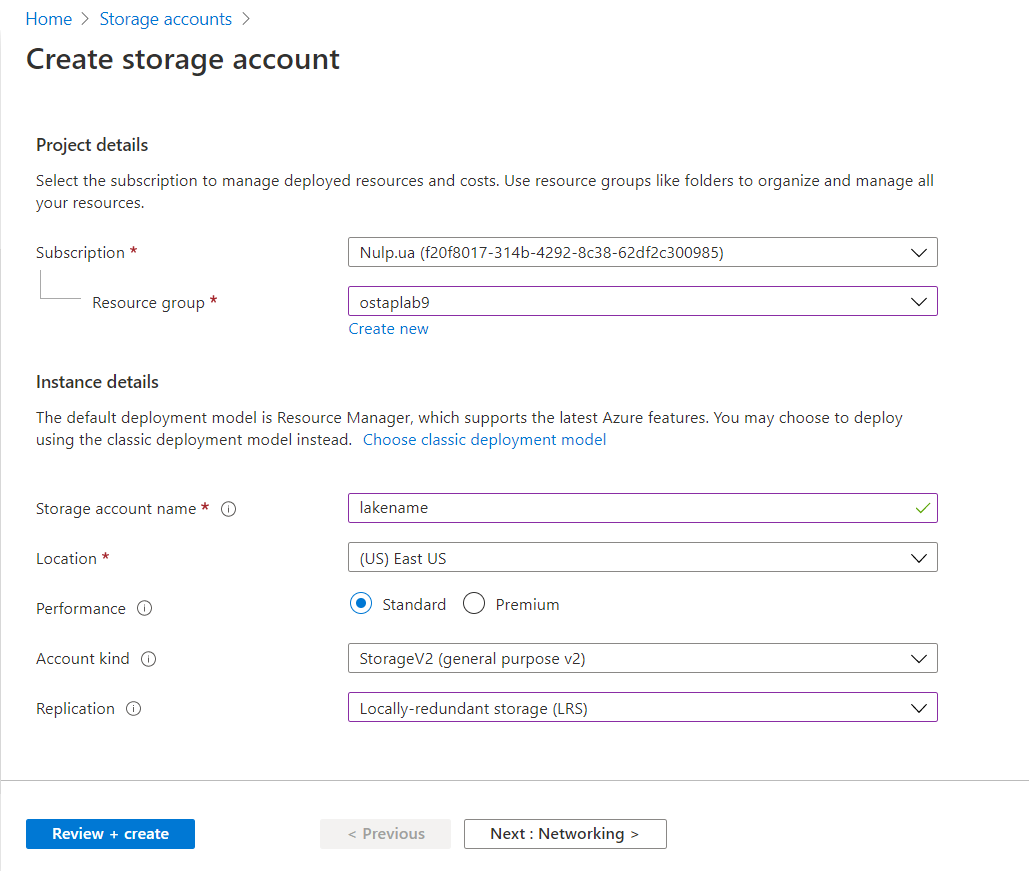 Home > Storage accounts >
Create storage account
Project details
Select the subscription to manage deployed resources and costs. Use resource groups like folders to organize and manage all
your resources.
Subscription * Nulp.ua (f20f8017-314b-4292-8c38-62df2c300985)
Resource group * ostaplab9
Create new
Instance details
The default deployment model is Resource Manager, which supports the latest Azure features. You may choose to deploy
using the classic deployment model instead. Choose classic deployment model
Storage account name * lakename
Location * (US) East US
Performance Standard Premium
Account kind StorageV2 (general purpose v2)
Replication Locally-redundant storage (LRS)
Review + create < Previous Next : Networking >